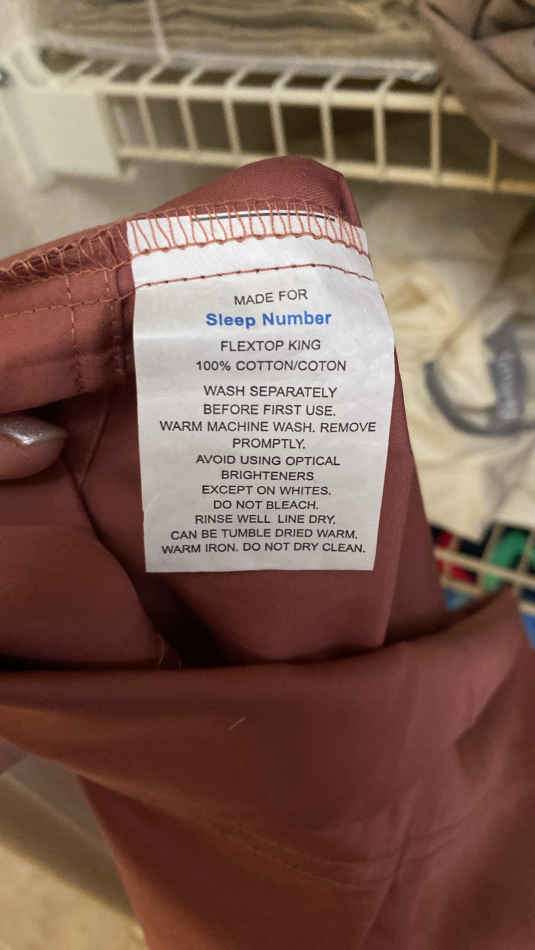 MADE FOR
Sleep Number
FLEXTOP KING
100% COTTON/COTON
WASH SEPARATELY
BEFORE FIRST USE.
WARM MACHINE WASH. REMOVE
PROMPTLY.
AVOID USING OPTICAL
BRIGHTENERS
EXCEPT ON WHITES.
DO NOT BLEACH.
RINSE WELL LINE DRY,
CAN BE TUMBLE DRIED WARM.
WARM IRON. DO NOT DRY CLEAN.